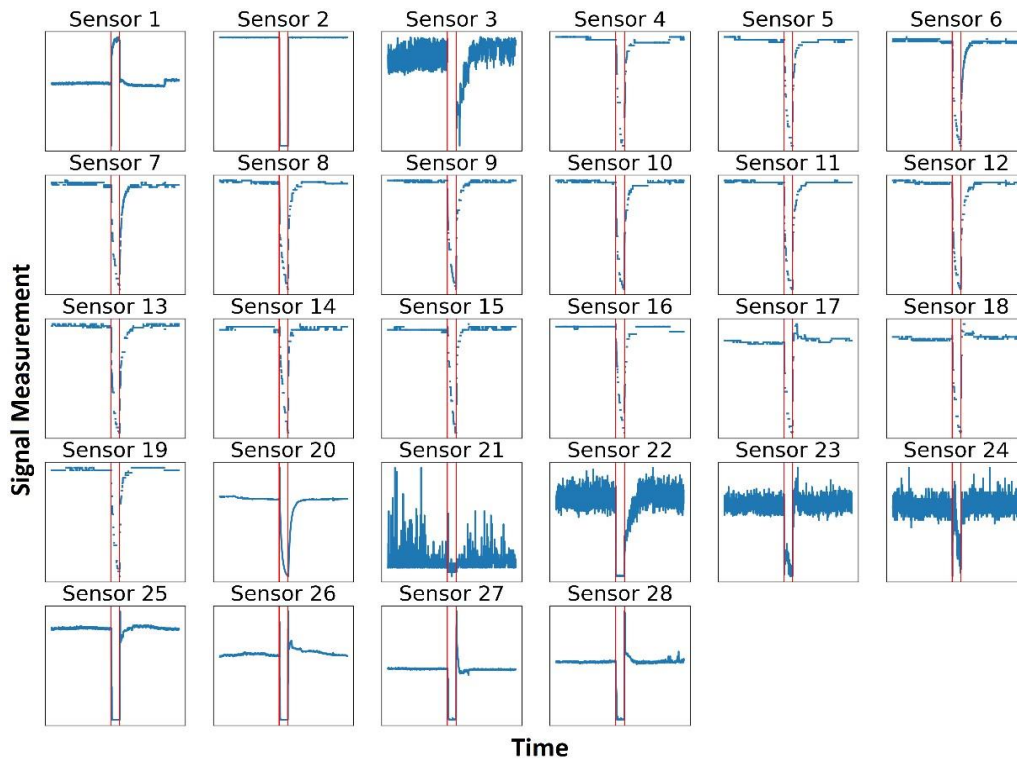 Sensor 1 Sensor 2 Sensor 3 Sensor 4 Sensor 5 Sensor 6
Sensor 7 Sensor 8 Sensor 9 Sensor 10 Sensor 11 Sensor 12
Sensor 13 Sensor 14 Sensor 15 Sensor 16 Sensor 17 Sensor 18
Sensor 19 Sensor 20 Sensor 21 Sensor 22 Sensor 23 Sensor 24
Sensor 25 Sensor 26 Sensor 27 Sensor 28
Signal Measurement
Time